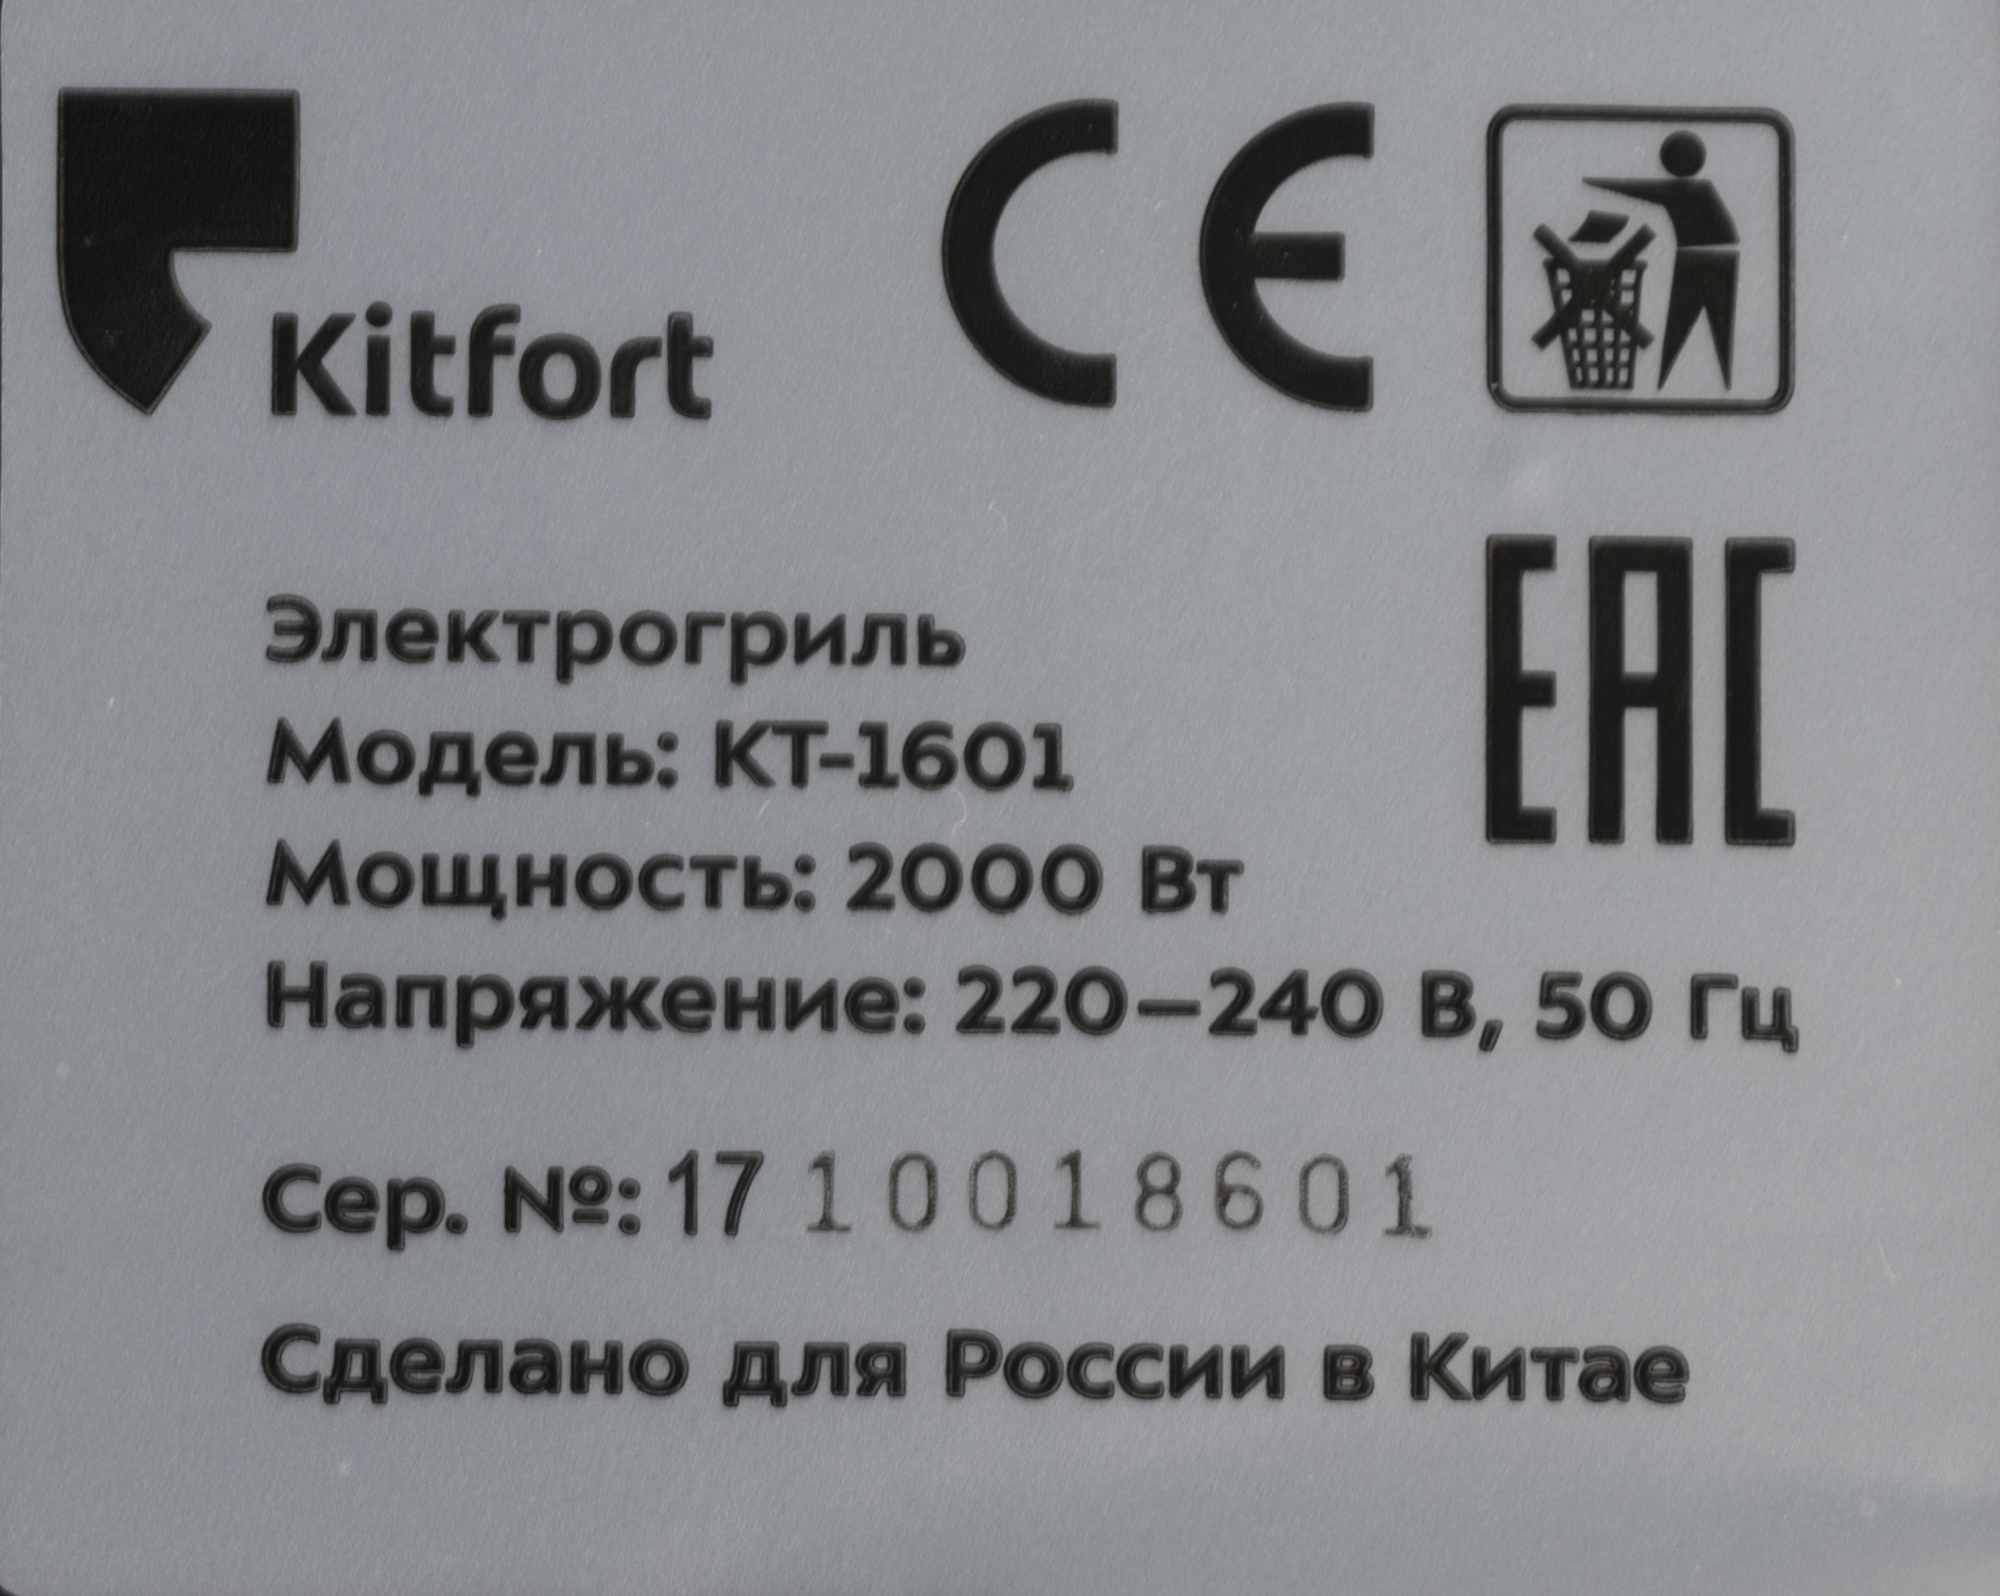 Kitfort
CE
EAC
Электрогриль
Модель: КТ-1601
Мощность: 2000 Вт
Напряжение: 220–240 В, 50 Гц
Сер. №: 17 10018601
Сделано для России в Китае